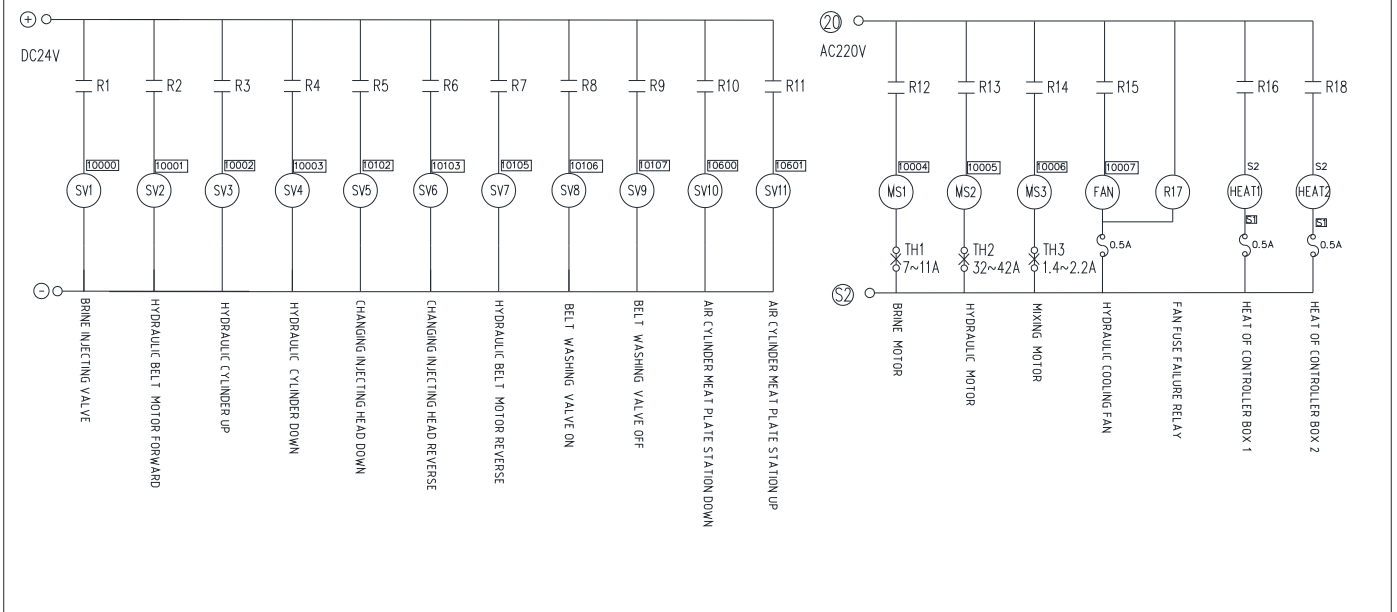 +
DC24V
R1
R2
R3
R4
R5
R6
R7
R8
R9
R10
R11
10000
10001
10002
10003
10102
10103
10105
10106
10107
10600
10601
SV1
SV2
SV3
SV4
SV5
SV6
SV7
SV8
SV9
SV10
SV11
-
BRINE INJECTING VALVE
HYDRAULIC BELT MOTOR FORWARD
HYDRAULIC CYLINDER UP
HYDRAULIC CYLINDER DOWN
CHANGING INJECTING HEAD DOWN
CHANGING INJECTING HEAD REVERSE
HYDRAULIC BELT MOTOR REVERSE
BELT WASHING VALVE ON
BELT WASHING VALVE OFF
AIR CYLINDER MEAT PLATE STATION DOWN
AIR CYLINDER MEAT PLATE STATION UP
20
AC220V
R12
R13
R14
R15
R16
R18
10004
10005
10006
10007
S2
S2
MS1
MS2
MS3
FAN
R17
HEAT1
HEAT2
S1
S1
TH1
7~11A
TH2
32~42A
TH3
1.4~2.2A
0.5A
0.5A
0.5A
S2
BRINE MOTOR
HYDRAULIC MOTOR
MIXING MOTOR
HYDRAULIC COOLING FAN
FAN FUSE FAILURE RELAY
HEAT OF CONTROLLER BOX 1
HEAT OF CONTROLLER BOX 2